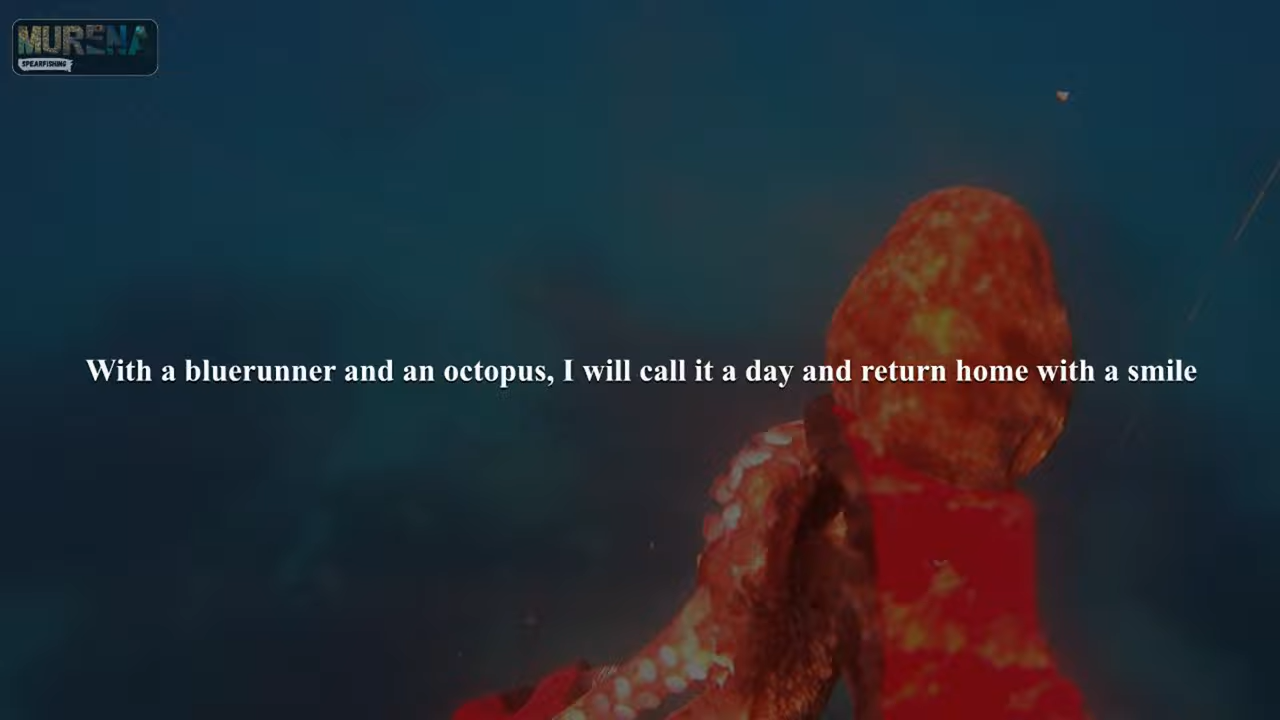 MURENA
SPEARFISHING
With a bluerunner and an octopus, I will call it a day and return home with a smile